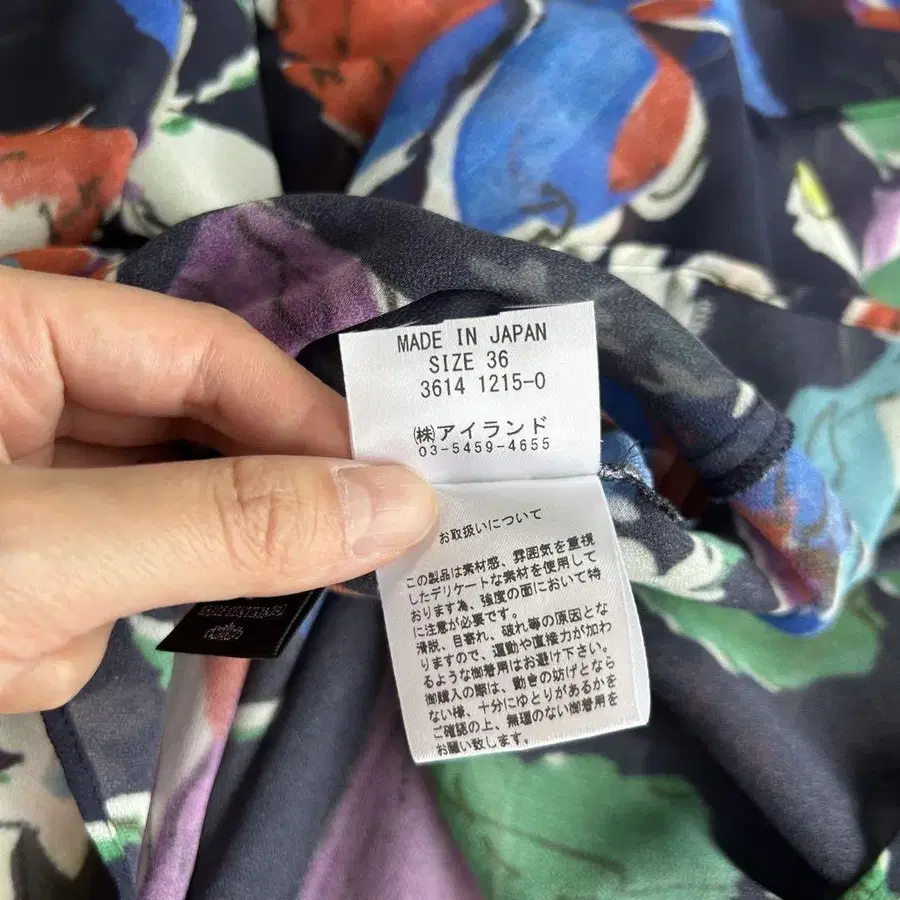 MADE IN JAPAN
SIZE 36
3614 1215-0
㈱アイランド
03-5459-4655
お取扱いについて
この製品は素材感、雰囲気を重視
したデリケートな素材を使用して
おります為、強度の面において特
に注意が必要です。
滑脱、目寄れ、破れ等の原因とな
りますので、運動や直接力が加わ
るような御着用はお避け下さい。
御購入の際は、動きの妨げとなら
ない様、十分にゆとりがあるかを
ご確認の上、無理のない御着用を
お願い致します。